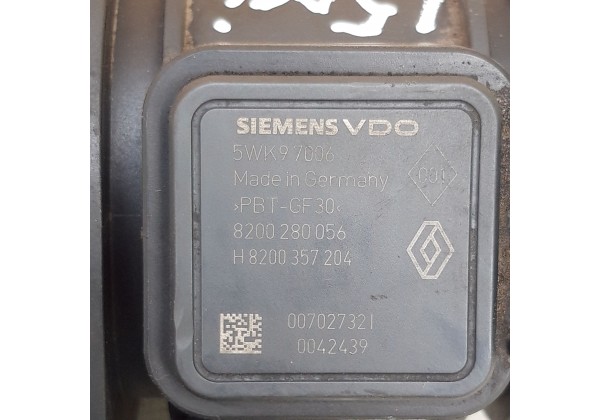 SIEMENS VDO
5WK9 7006
Made in Germany
>PBT-GF30<
8200 280 056
H 8200 357 204
007027321
0042439